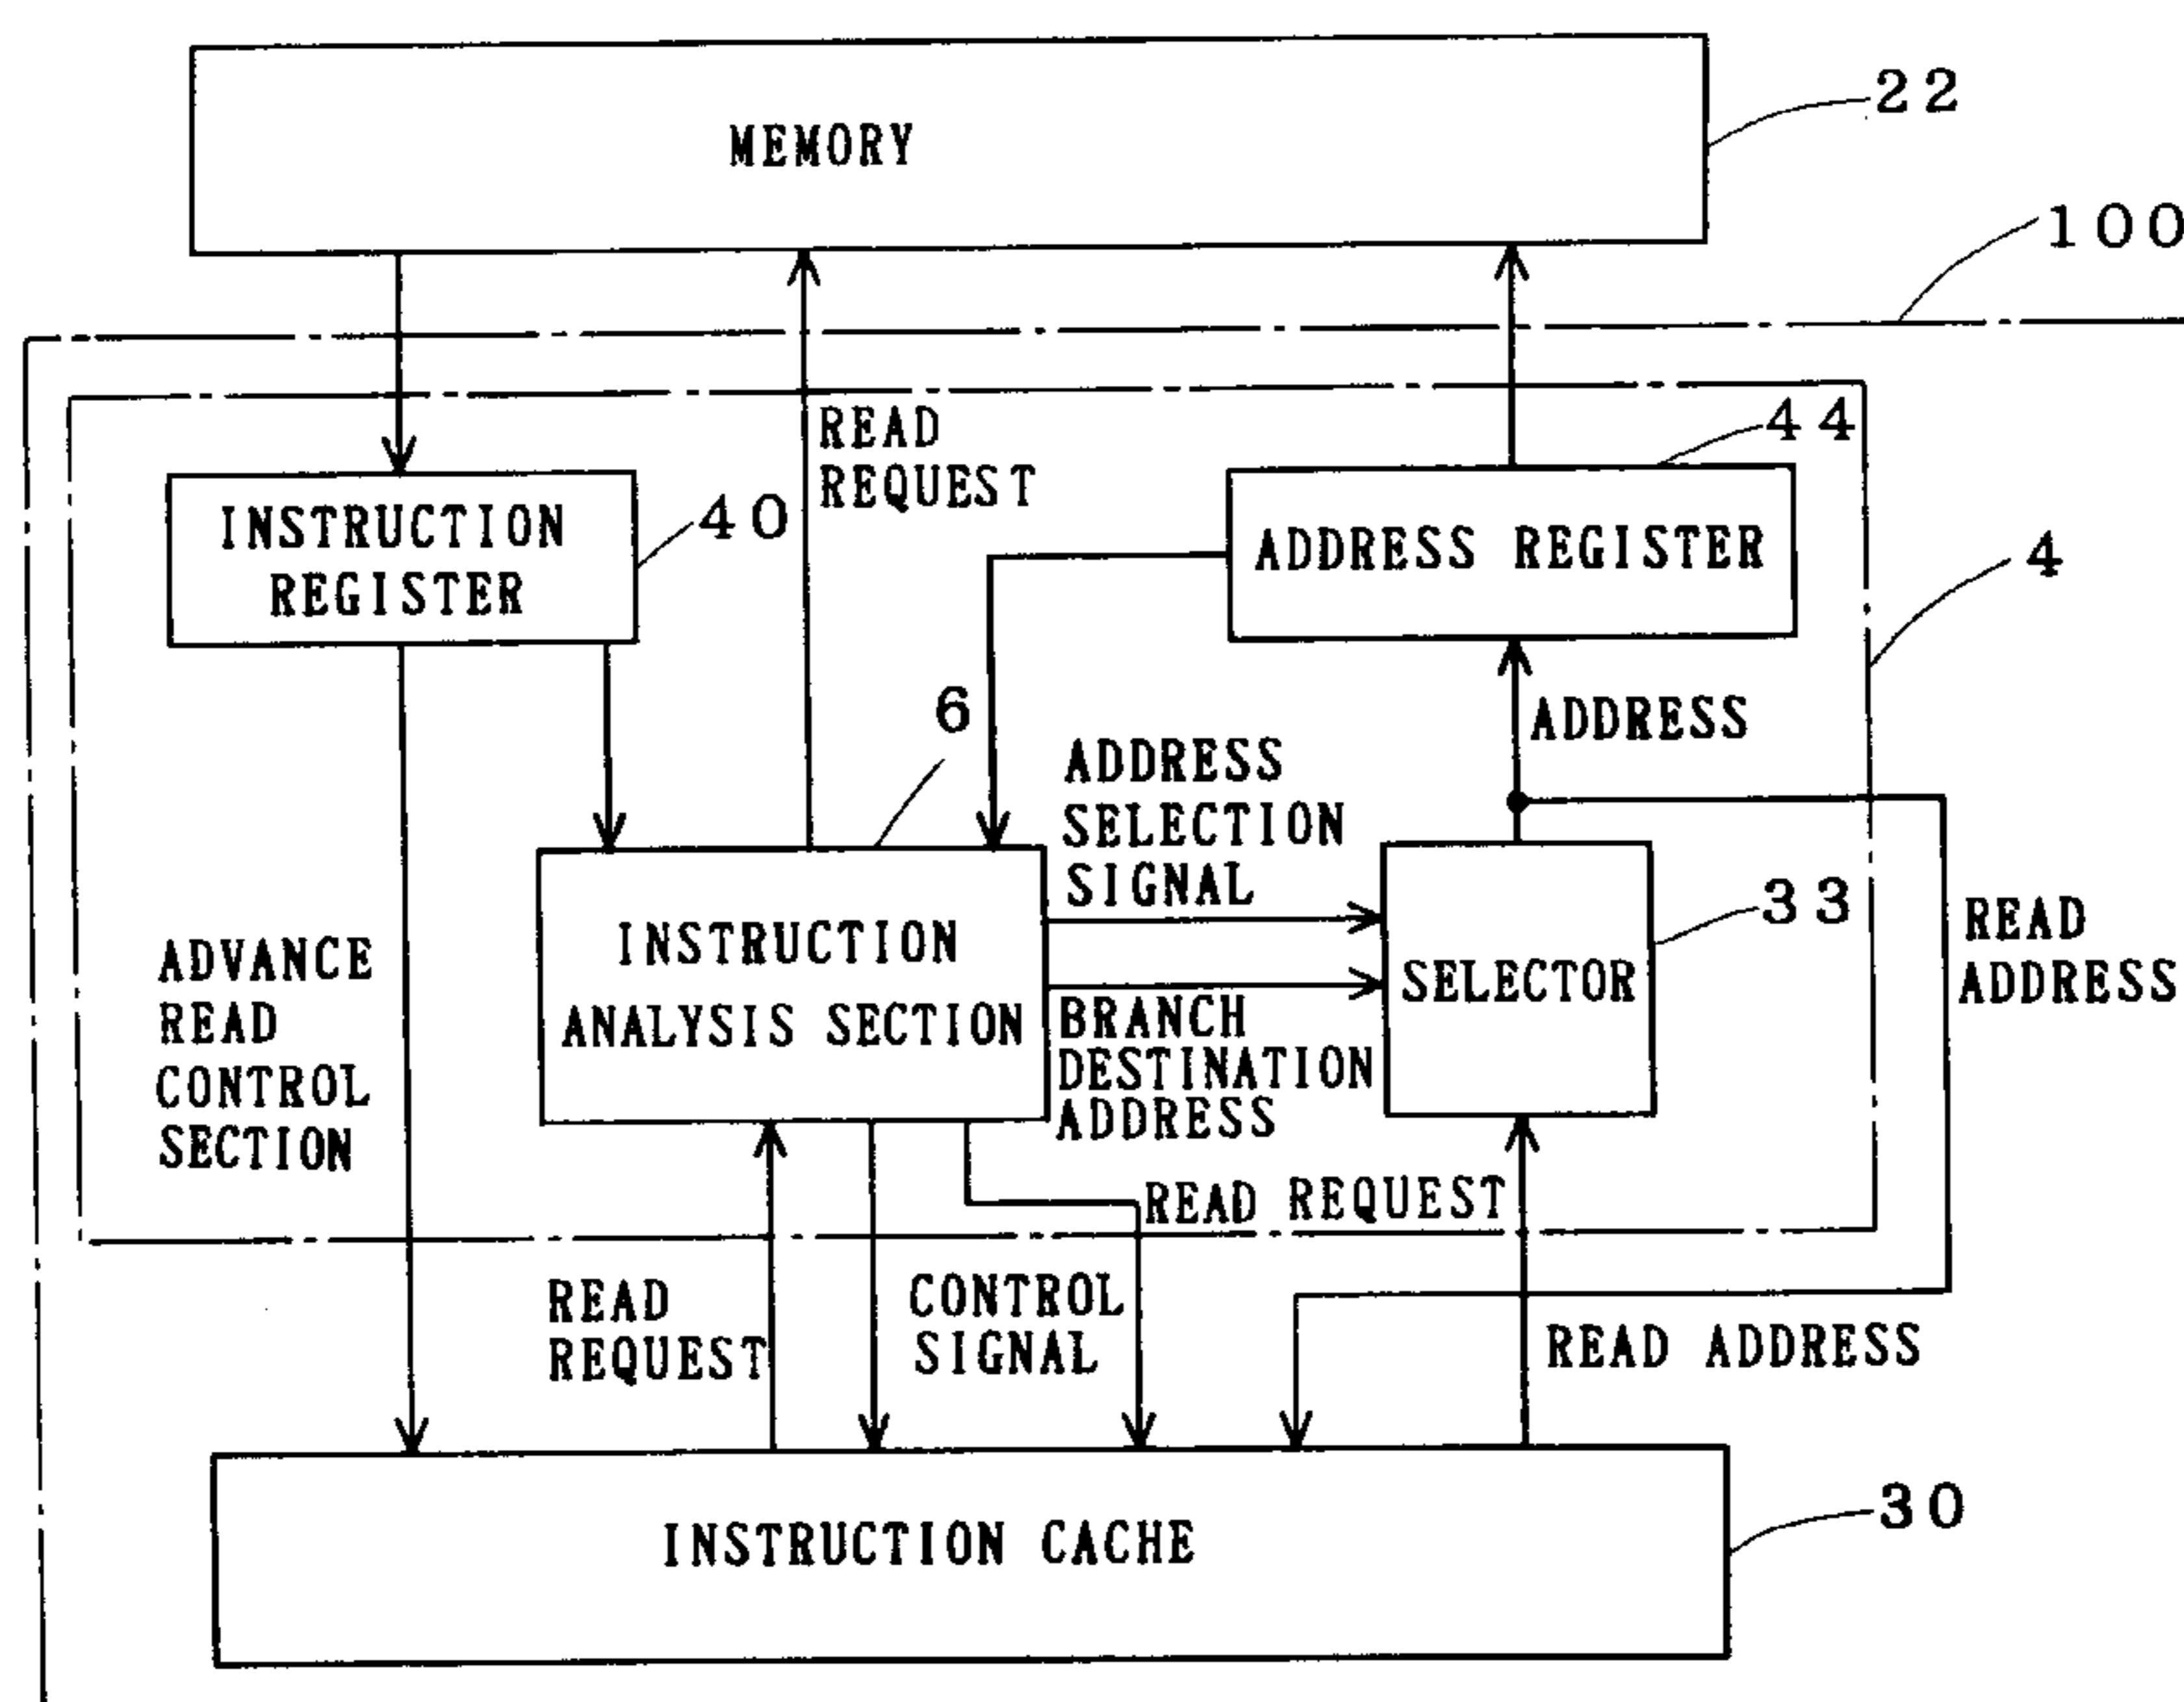 MEMORY
22
100
READ
REQUEST
44
INSTRUCTION
REGISTER
40
ADDRESS REGISTER
4
6
ADDRESS
ADDRESS
SELECTION
SIGNAL
33
READ
ADDRESS
INSTRUCTION
ANALYSIS SECTION
SELECTOR
ADVANCE
READ
CONTROL
SECTION
BRANCH
DESTINATION
ADDRESS
READ REQUEST
READ
REQUEST
CONTROL
SIGNAL
READ ADDRESS
30
INSTRUCTION CACHE